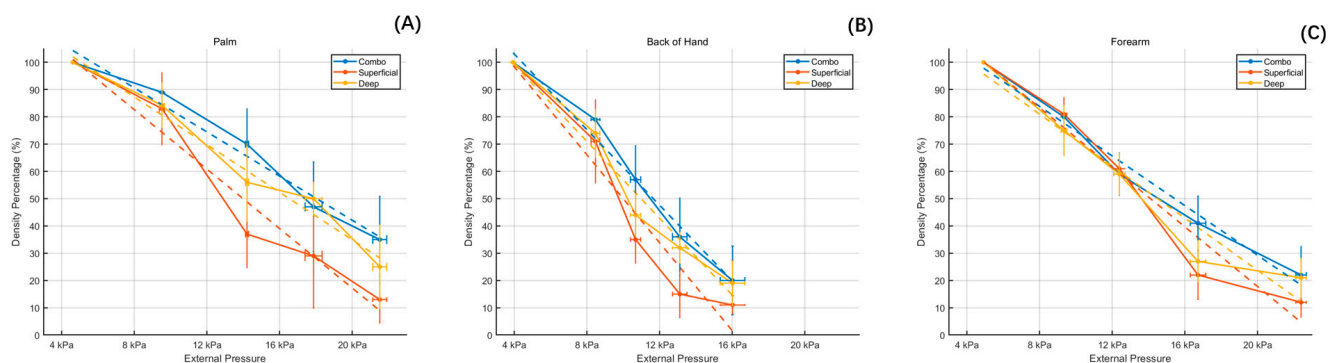 (A)
Palm
Combo
Superficial
Deep
100
90
80
70
60
50
40
30
20
10
0
Density Percentage (%)
4 kPa 8 kPa 12 kPa 16 kPa 20 kPa
External Pressure
(B)
Back of Hand
Combo
Superficial
Deep
100
90
80
70
60
50
40
30
20
10
0
Density Percentage (%)
4 kPa 8 kPa 12 kPa 16 kPa 20 kPa
External Pressure
(C)
Forearm
Combo
Superficial
Deep
100
90
80
70
60
50
40
30
20
10
0
Density Percentage (%)
4 kPa 8 kPa 12 kPa 16 kPa 20 kPa
External Pressure